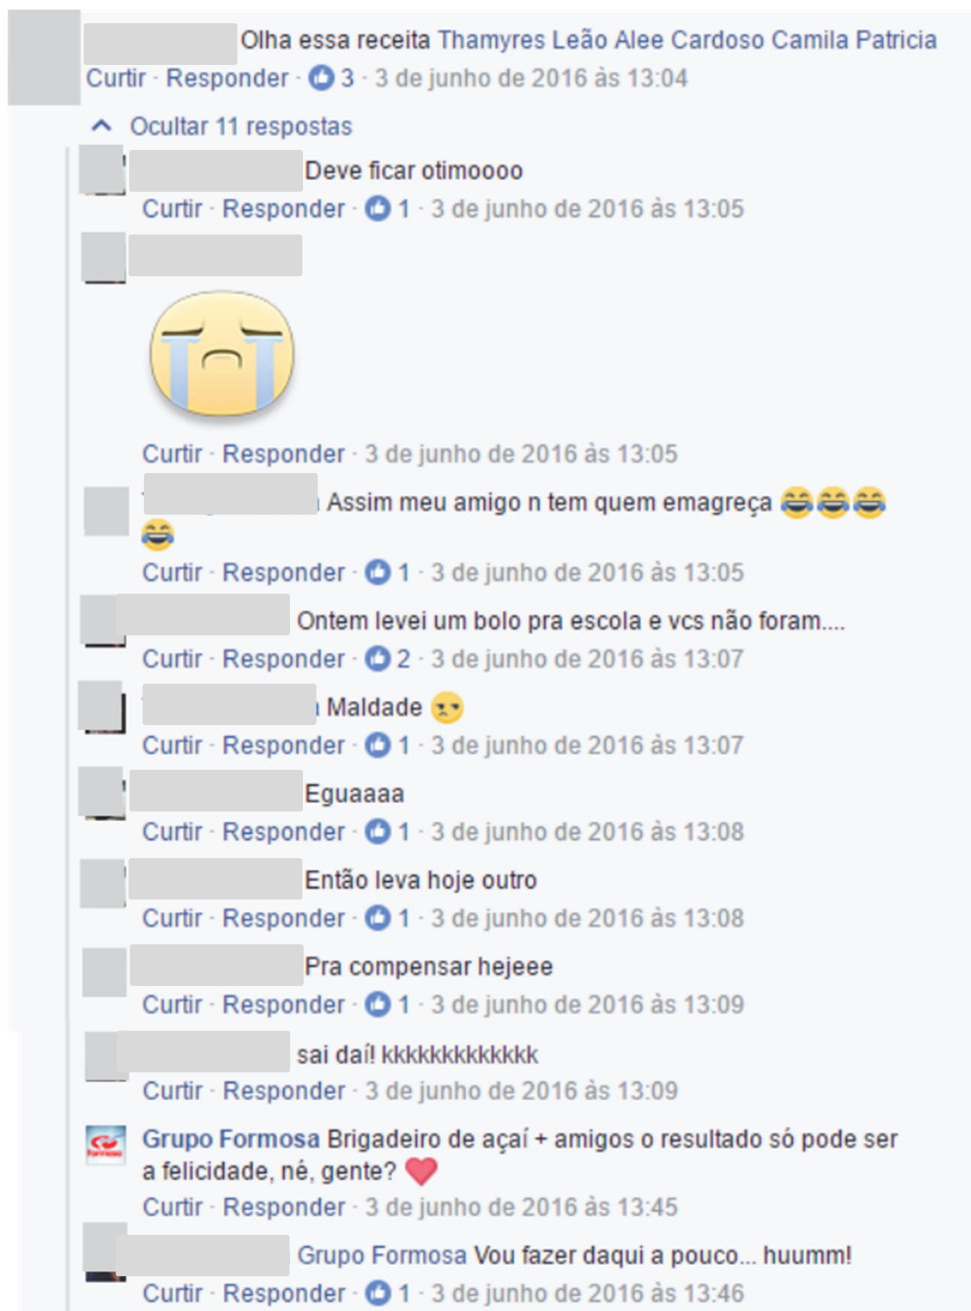 Olha essa receita Thamyres Leão Alee Cardoso Camila Patricia
Curtir · Responder · 3 · 3 de junho de 2016 às 13:04
Ocultar 11 respostas
Deve ficar otimoooo
Curtir · Responder · 1 · 3 de junho de 2016 às 13:05
Curtir · Responder · 3 de junho de 2016 às 13:05
Assim meu amigo n tem quem emagreça 😂😂😂
😂
Curtir · Responder · 1 · 3 de junho de 2016 às 13:05
Ontem levei um bolo pra escola e vcs não foram....
Curtir · Responder · 2 · 3 de junho de 2016 às 13:07
Maldade 😒
Curtir · Responder · 1 · 3 de junho de 2016 às 13:07
Eguaaaa
Curtir · Responder · 1 · 3 de junho de 2016 às 13:08
Então leva hoje outro
Curtir · Responder · 1 · 3 de junho de 2016 às 13:08
Pra compensar hejeee
Curtir · Responder · 1 · 3 de junho de 2016 às 13:09
sai daí! kkkkkkkkkkkkk
Curtir · Responder · 3 de junho de 2016 às 13:09
Grupo Formosa Brigadeiro de açaí + amigos o resultado só pode ser
a felicidade, né, gente? ❤
Curtir · Responder · 3 de junho de 2016 às 13:45
Grupo Formosa Vou fazer daqui a pouco... huumm!
Curtir · Responder · 1 · 3 de junho de 2016 às 13:46